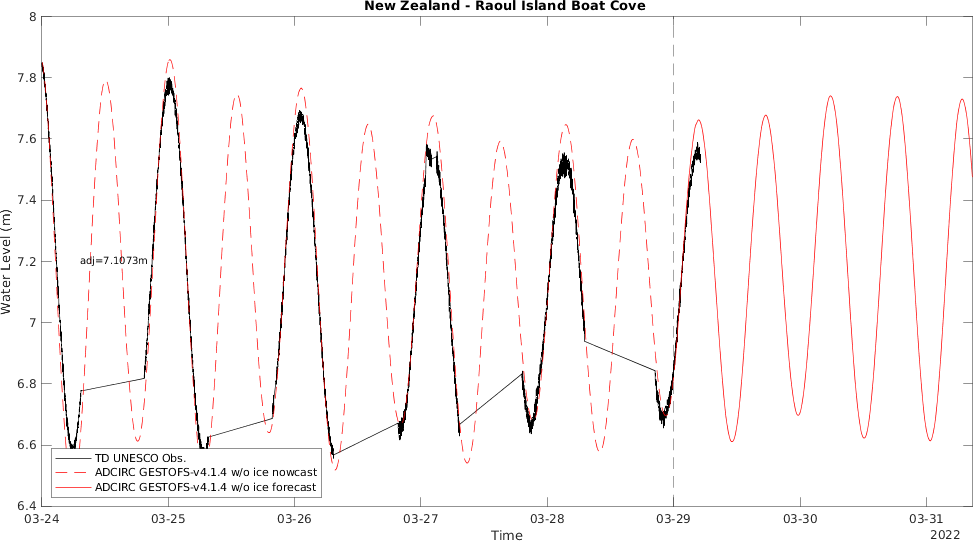 New Zealand - Raoul Island Boat Cove
8
7.8
7.6
7.4
7.2
7
6.8
6.6
6.4
Water Level (m)
adj=7.1073m
TD UNESCO Obs.
ADCIRC GESTOFS-v4.1.4 w/o ice nowcast
ADCIRC GESTOFS-v4.1.4 w/o ice forecast
03-24 03-25 03-26 03-27 03-28 03-29 03-30 03-31
Time
2022